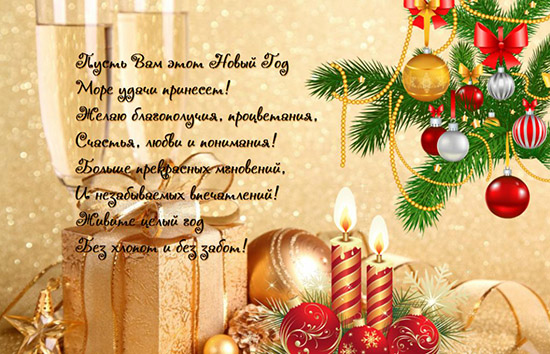 Пусть Вам этот Новый Год
Море удачи принесет!
Желаю благополучия, процветания,
Счастья, любви и понимания!
Больше прекрасных мгновений,
И незабываемых впечатлений!
Живите целый год
Без хлопот и без забот!